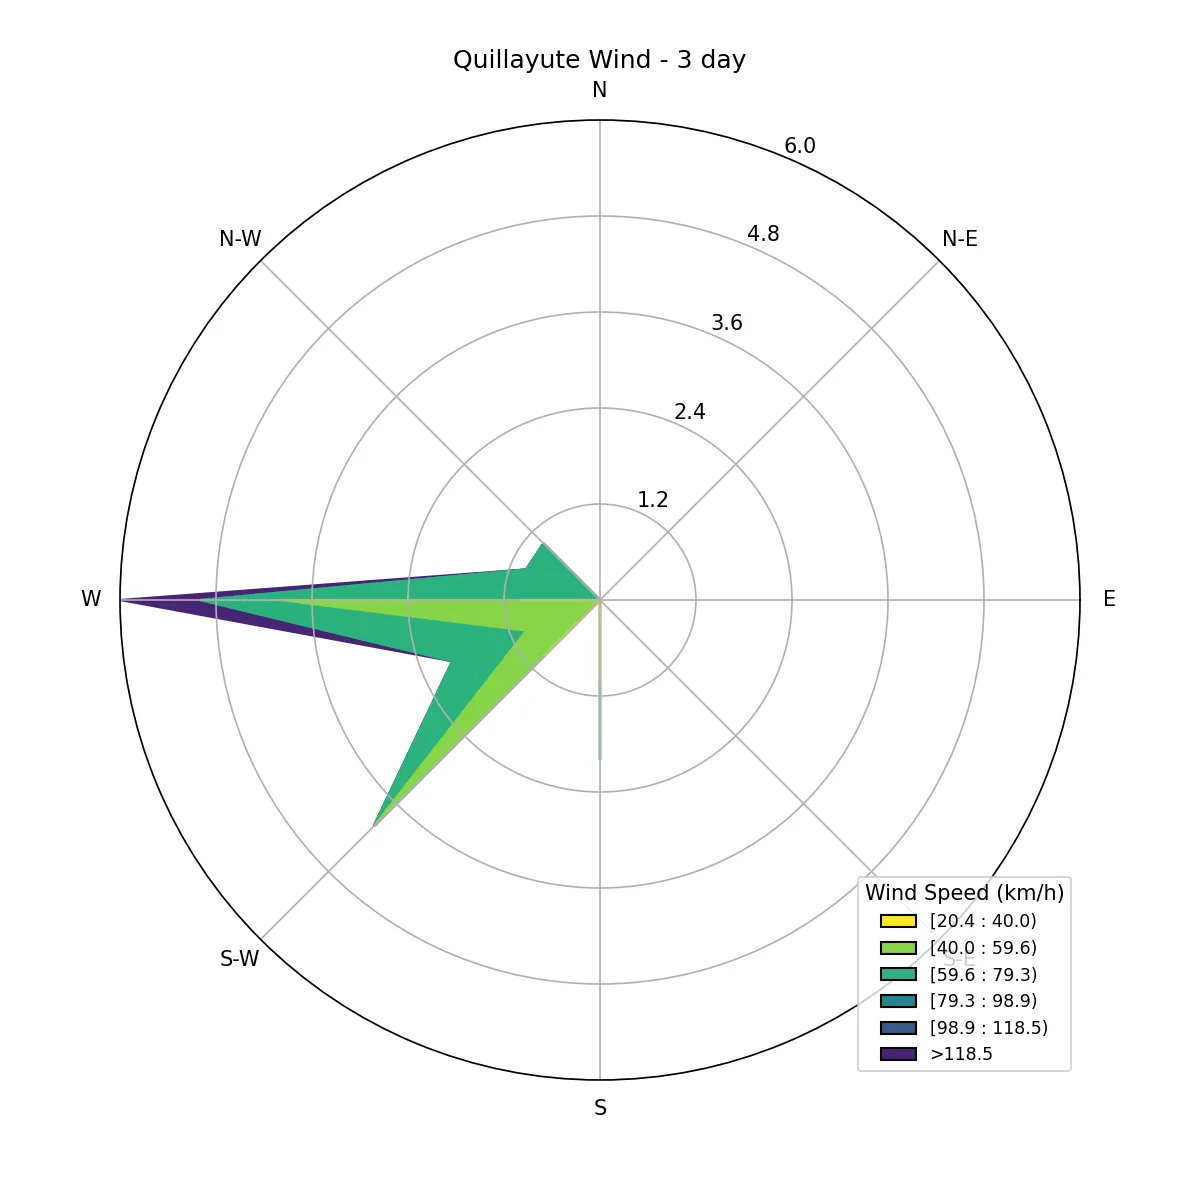 Quillayute Wind - 3 day
N
6.0
N-W
4.8
N-E
3.6
2.4
1.2
W
E
Wind Speed (km/h)
[20.4 : 40.0)
[40.0 : 59.6)
S-W
S-E
[59.6 : 79.3)
[79.3 : 98.9)
[98.9 : 118.5)
>118.5
S